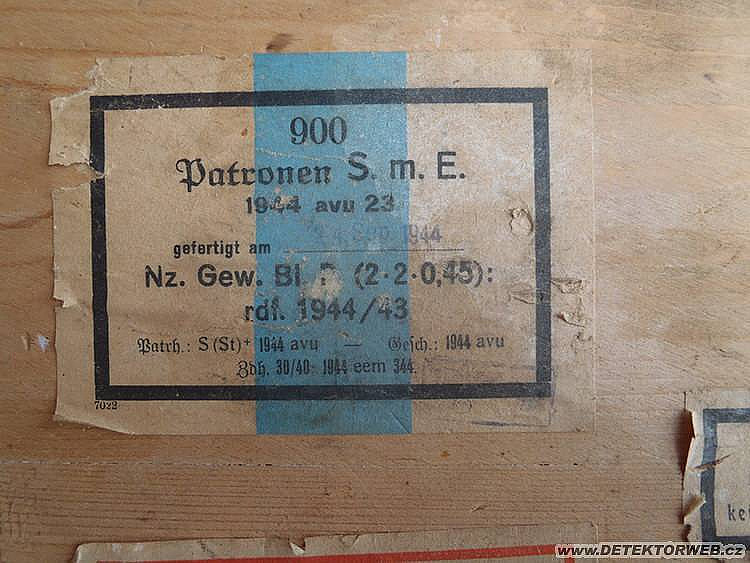 900
Patronen S. m. E.
1944 avu 23
1944
gefertigt am
Nz. Gew. Bl. P (2·2·0,45):
rdf. 1944/43
Patrh.: S (St)+ 1944 avu — Gesch.: 1944 avu
Zdh. 30/40: 1944 eem 344.
7022
www.DETEKTORWEB.cz